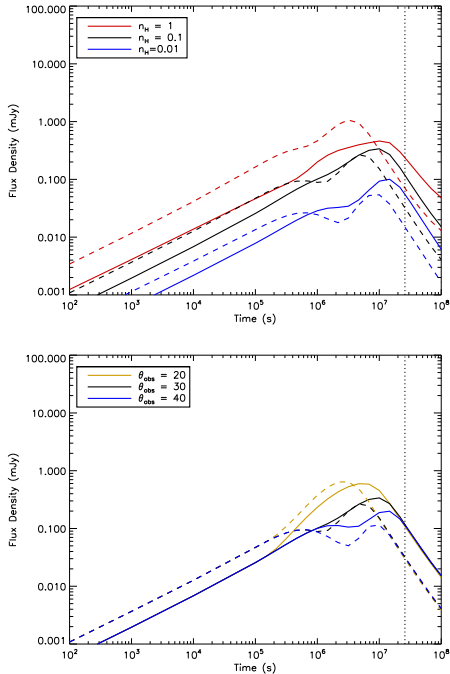 100.000
10.000
1.000
0.100
0.010
0.001
Flux Density (mJy)
n_H = 1
n_H = 0.1
n_H=0.01
10^2 10^3 10^4 10^5 10^6 10^7 10^8
Time (s)
100.000
10.000
1.000
0.100
0.010
0.001
Flux Density (mJy)
θ_obs = 20
θ_obs = 30
θ_obs = 40
10^2 10^3 10^4 10^5 10^6 10^7 10^8
Time (s)